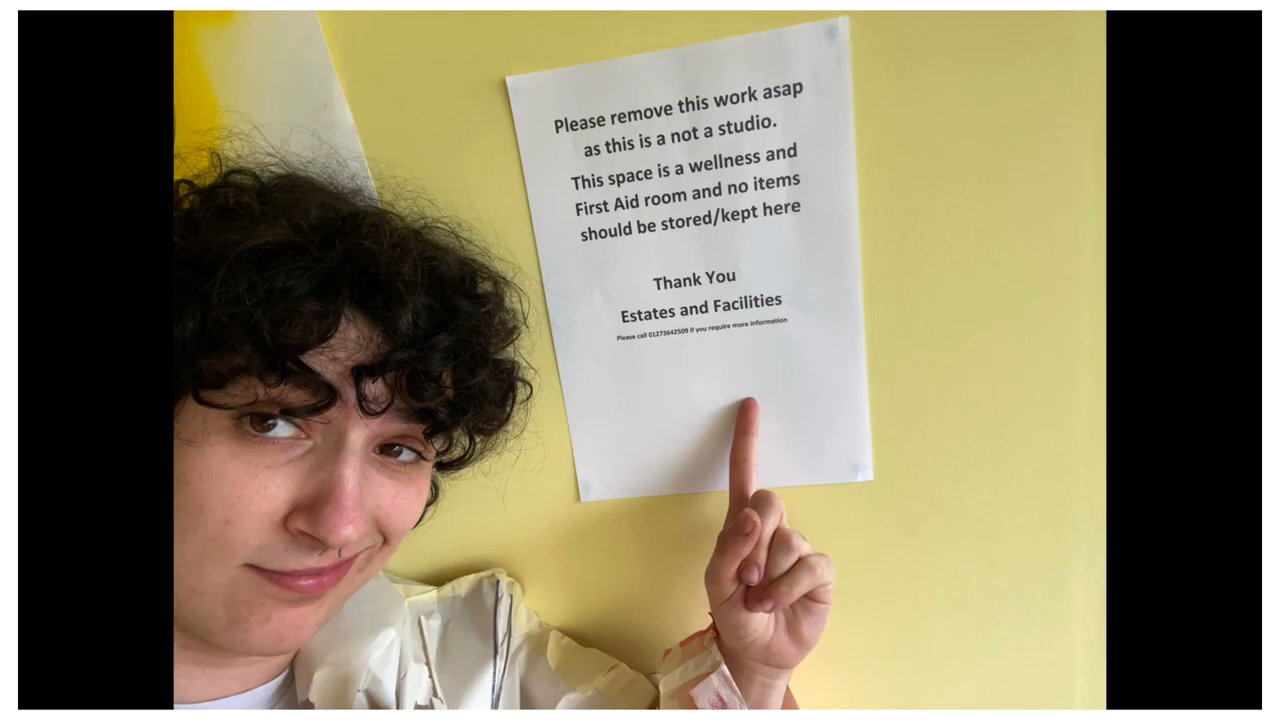 Please remove this work asap
as this is a not a studio.
This space is a wellness and
First Aid room and no items
should be stored/kept here
Thank You
Estates and Facilities
Please call 01273642509 if you require more information